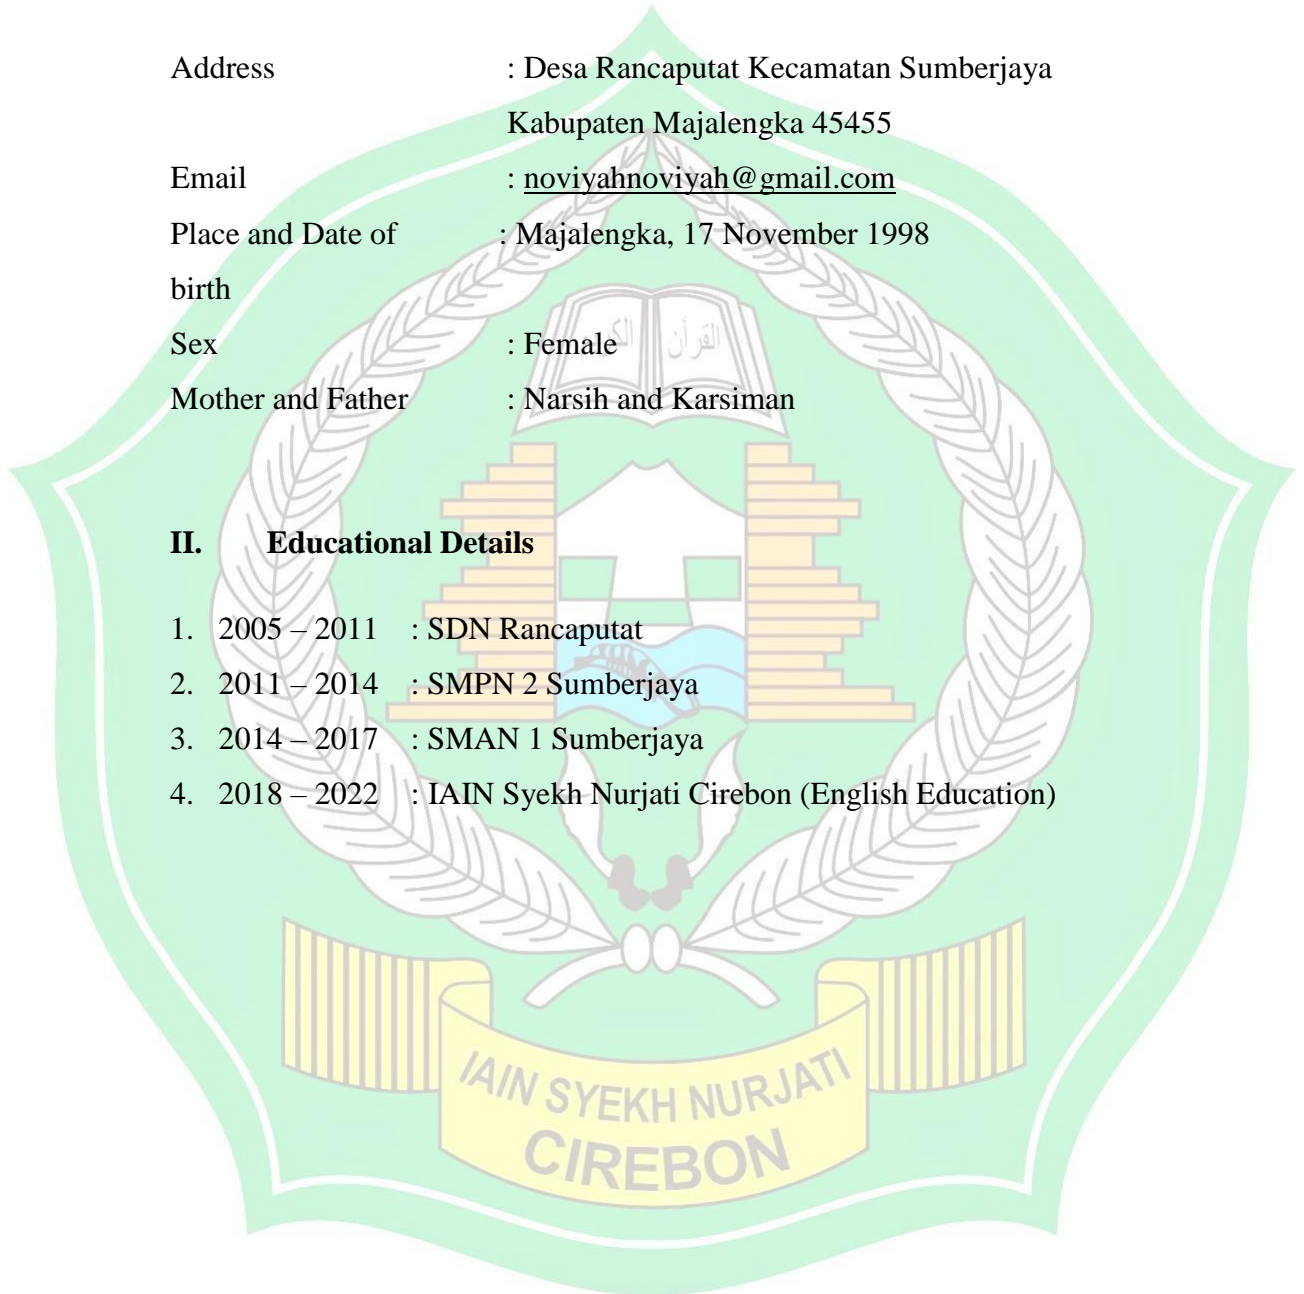 Address : Desa Rancaputat Kecamatan Sumberjaya
Kabupaten Majalengka 45455
Email : noviyahnoviyah@gmail.com
Place and Date of : Majalengka, 17 November 1998
birth
Sex : Female
Mother and Father : Narsih and Karsiman
القرأن الكريم
II. Educational Details
1. 2005 – 2011 : SDN Rancaputat
2. 2011 – 2014 : SMPN 2 Sumberjaya
3. 2014 – 2017 : SMAN 1 Sumberjaya
4. 2018 – 2022 : IAIN Syekh Nurjati Cirebon (English Education)
IAIN SYEKH NURJATI
CIREBON